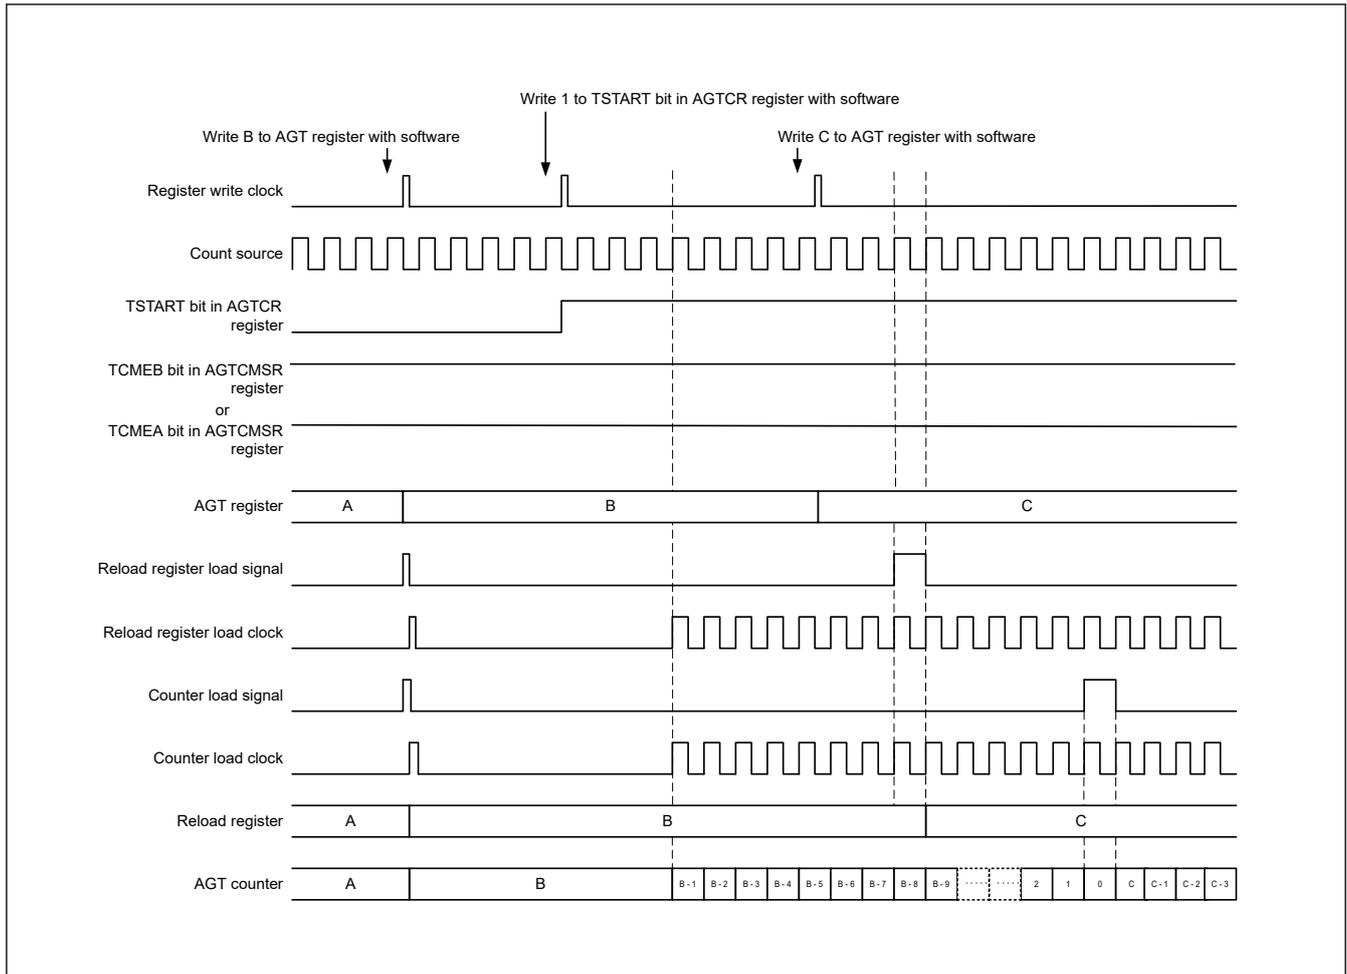 Write 1 to TSTART bit in AGTCR register with software
Write B to AGT register with software
Write C to AGT register with software
Register write clock
Count source
TSTART bit in AGTCR
register
TCMEB bit in AGTCMSR
register
or
TCMEA bit in AGTCMSR
register
AGT register
A
B
C
Reload register load signal
Reload register load clock
Counter load signal
Counter load clock
Reload register
A
B
C
AGT counter
A
B
B - 1
B - 2
B - 3
B - 4
B - 5
B - 6
B - 7
B - 8
B - 9
......
......
2
1
0
C
C - 1
C - 2
C - 3